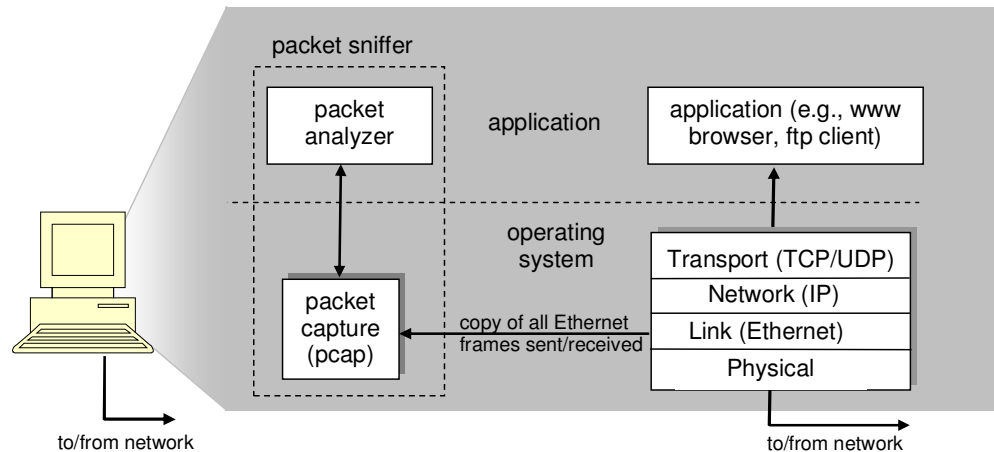 packet sniffer
packet
analyzer
application
application (e.g., www
browser, ftp client)
operating
system
packet
capture
(pcap)
copy of all Ethernet
frames sent/received
Transport (TCP/UDP)
Network (IP)
Link (Ethernet)
Physical
to/from network
to/from network